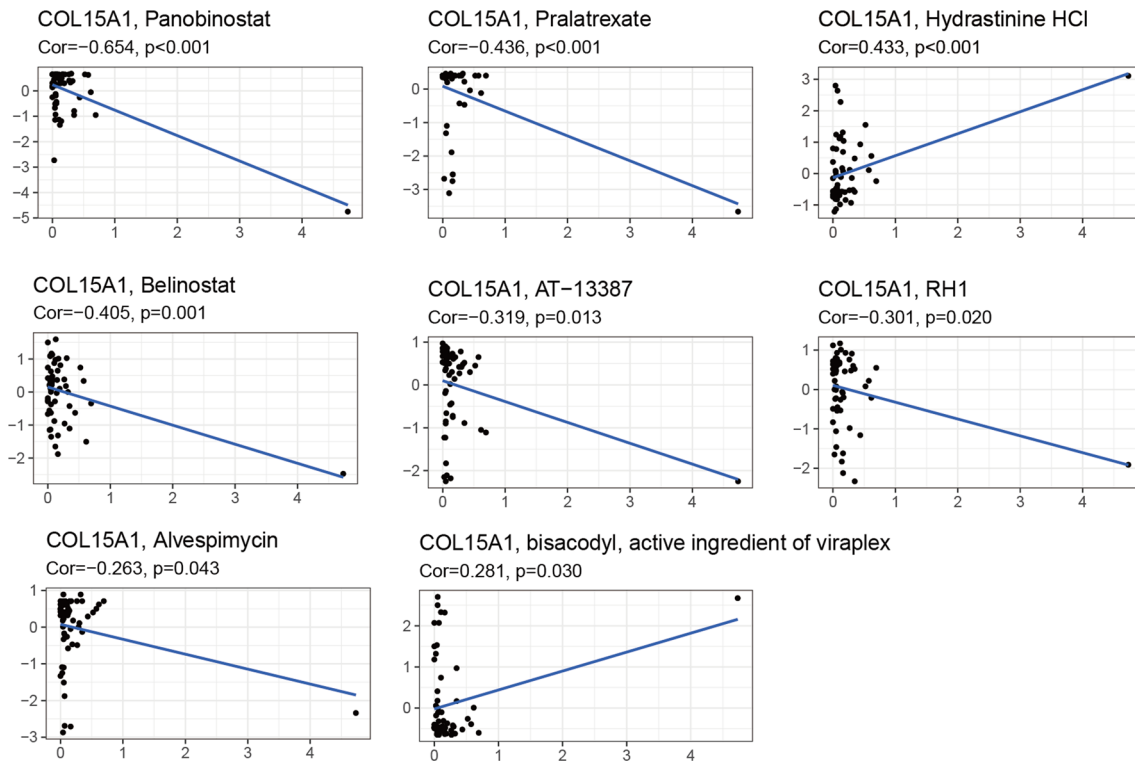 COL15A1, Panobinostat
Cor=−0.654, p<0.001
0
−1
−2
−3
−4
−5
0 1 2 3 4
COL15A1, Pralatrexate
Cor=−0.436, p<0.001
0
−1
−2
−3
0 1 2 3 4
COL15A1, Hydrastinine HCl
Cor=0.433, p<0.001
3
2
1
0
−1
0 1 2 3 4
COL15A1, Belinostat
Cor=−0.405, p=0.001
1
0
−1
−2
0 1 2 3 4
COL15A1, AT−13387
Cor=−0.319, p=0.013
1
0
−1
−2
0 1 2 3 4
COL15A1, RH1
Cor=−0.301, p=0.020
1
0
−1
−2
0 1 2 3 4
COL15A1, Alvespimycin
Cor=−0.263, p=0.043
1
0
−1
−2
−3
0 1 2 3 4
COL15A1, bisacodyl, active ingredient of viraplex
Cor=0.281, p=0.030
2
1
0
0 1 2 3 4